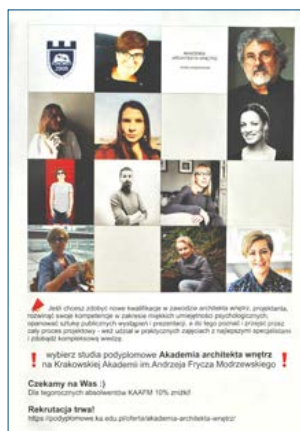 2000
AKADEMIA
ARCHITEKTA WNĘTRZ
Jeśli chcesz zdobyć nowe kwalifikacje w zawodzie architekta wnętrz, projektanta,
rozwinąć swoje kompetencje w zakresie miękkich umiejętności psychologicznych,
opanować sztukę publicznych wystąpień i prezentacji, a do tego poznać i przejść przez
cały proces projektowy - weź udział w praktycznych zajęciach z najlepszymi specjalistami
i zdobądź kompleksową wiedzę.
! wybierz studia podyplomowe Akademia architekta wnętrz !
na Krakowskiej Akademii im.Andrzeja Frycza Modrzewskiego
Czekamy na Was :)
Dla tegorocznych absolwentów KAAFM 10% zniżki!
Rekrutacja trwa!
https://podyplomowe.ka.edu.pl/oferta/akademia-architekta-wnetrz/